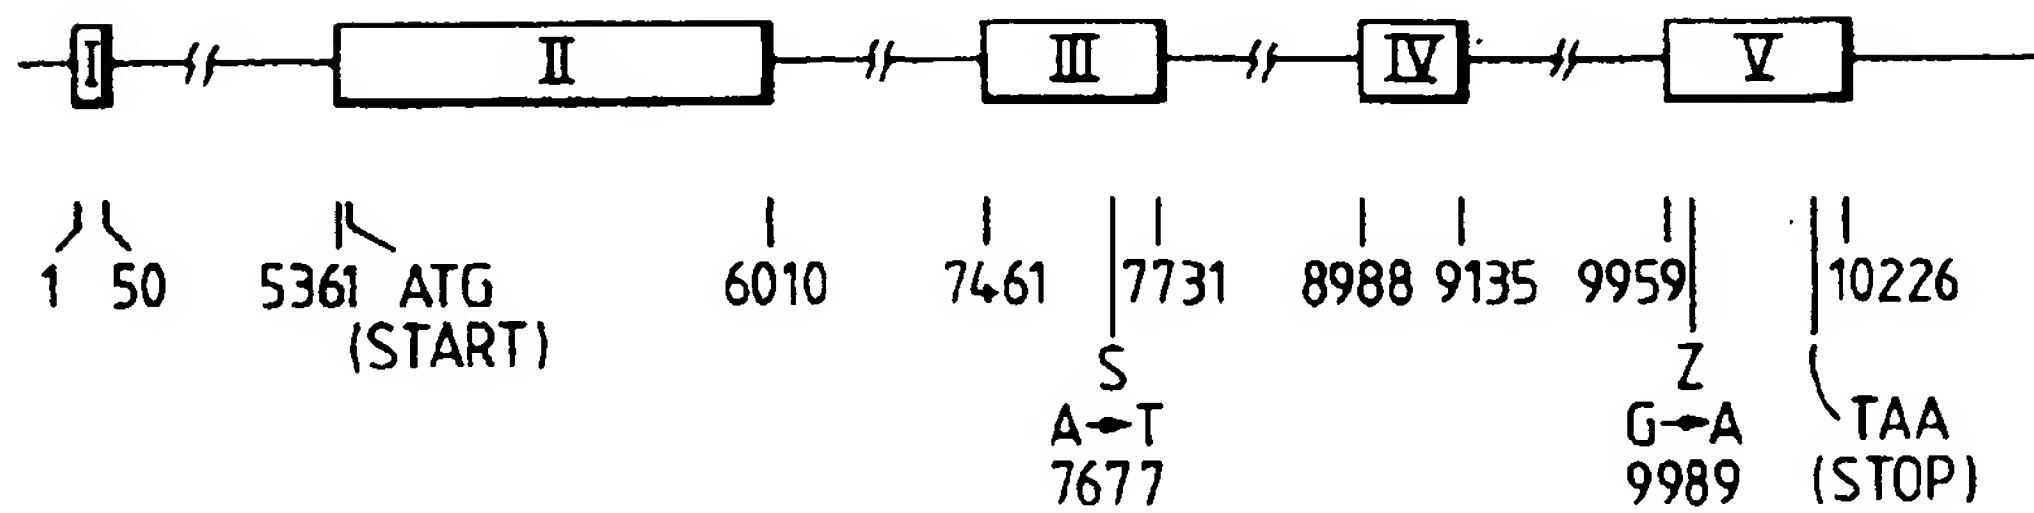 I II III IV V
1 50 5361 ATG 6010 7461 7731 8988 9135 9959 10226
(START)
S Z
A→T G→A TAA
7677 9989 (STOP)